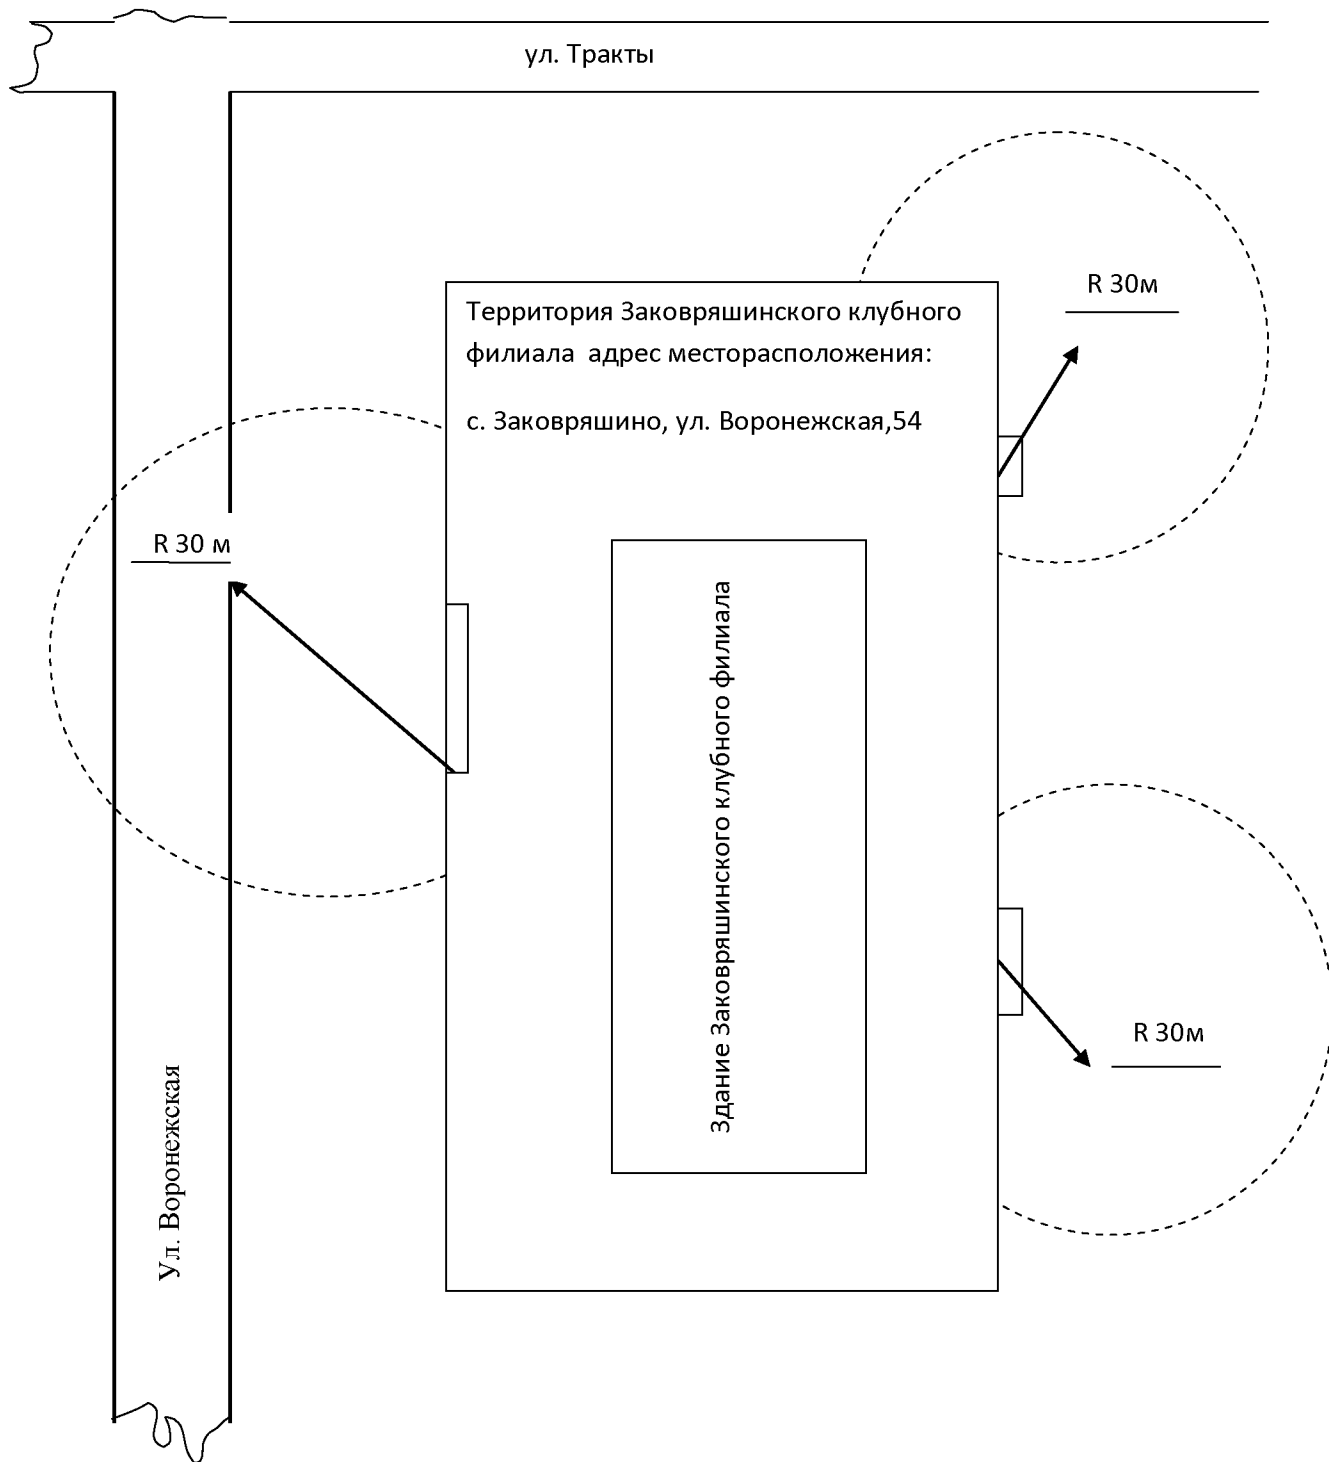 ул. Тракты
R 30м
Территория Заковряшинского клубного
филиала адрес месторасположения:
с. Заковряшино, ул. Воронежская,54
R 30 м
Здание Заковряшинского клубного филиала
R 30м
Ул. Воронежская